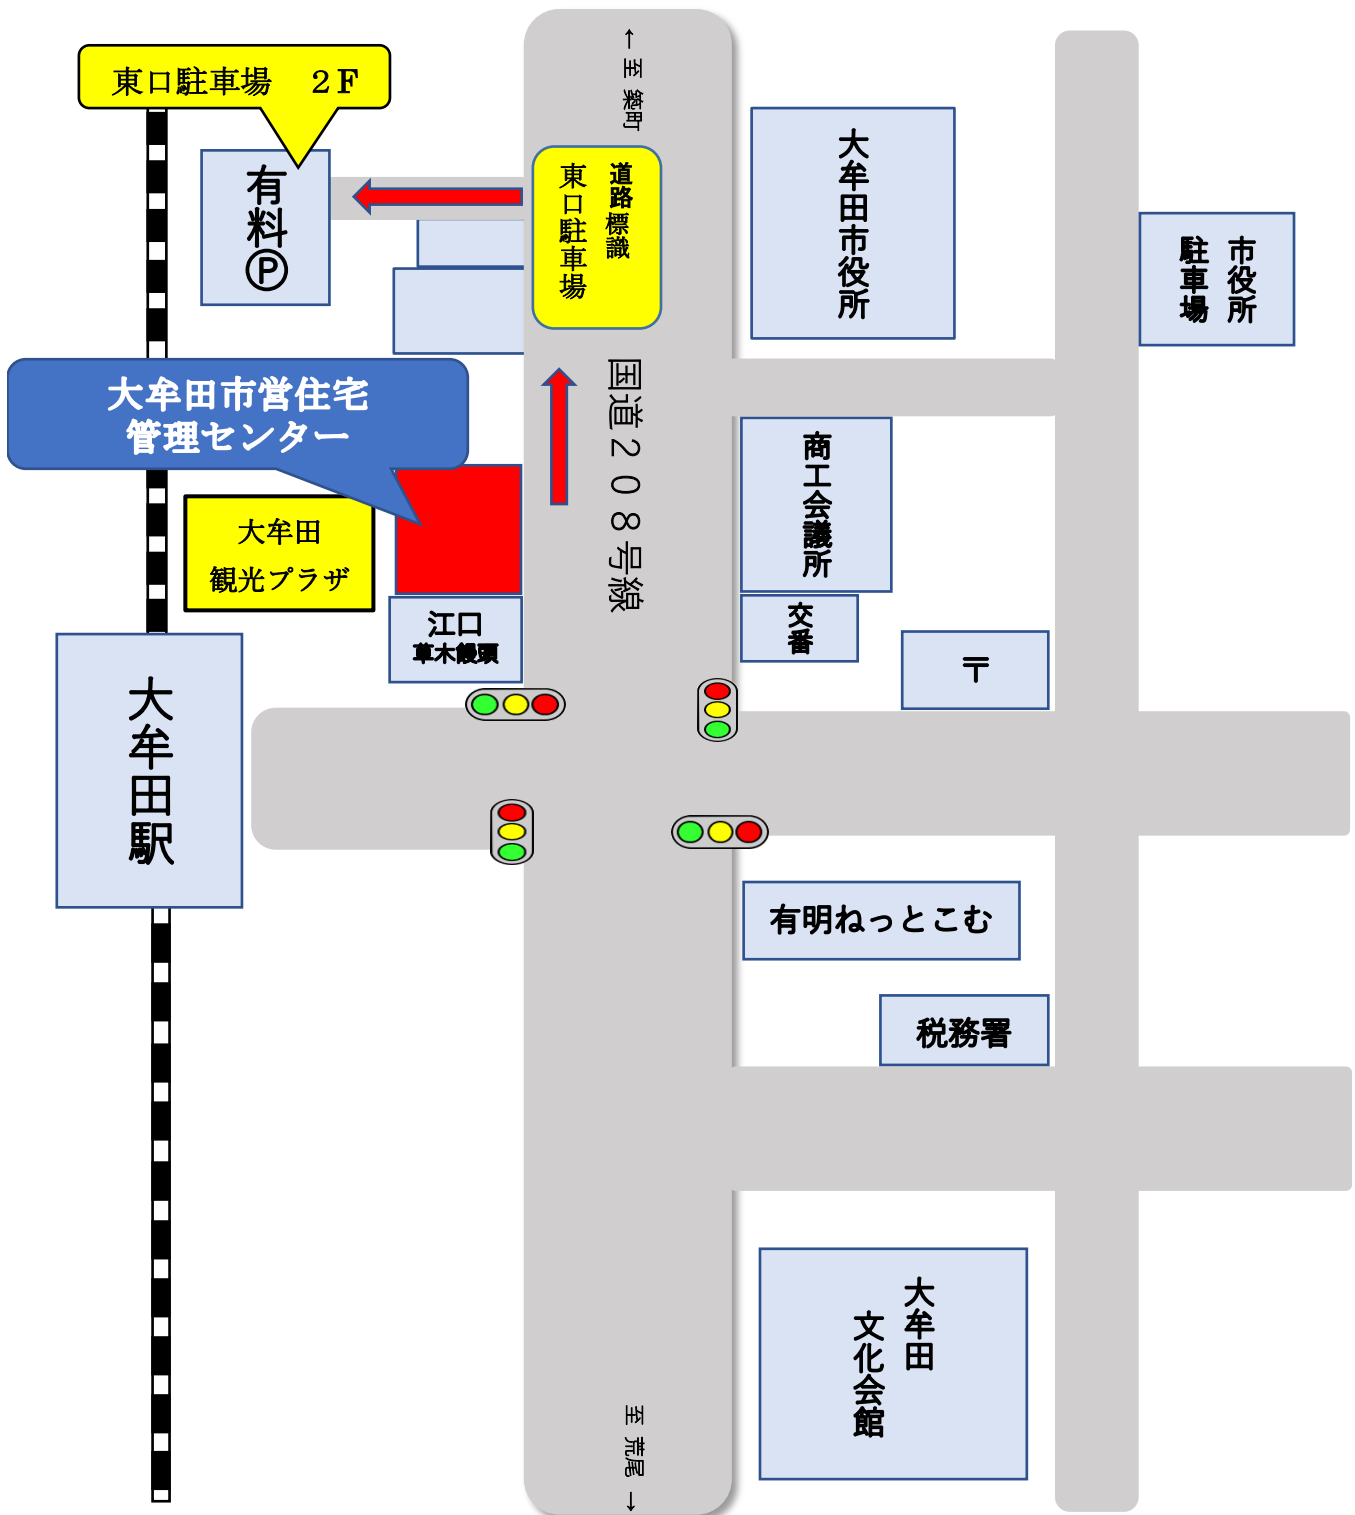 ← 至 築町
東口駐車場 2F
有料Ⓟ
道路標識
東口駐車場
大牟田市役所
市役所
駐車場
国道208号線
大牟田市営住宅
管理センター
大牟田
観光プラザ
江口
草木饅頭
商工会議所
交番
〒
大牟田駅
有明ねっとこむ
税務署
大牟田
文化会館
至 荒尾 →